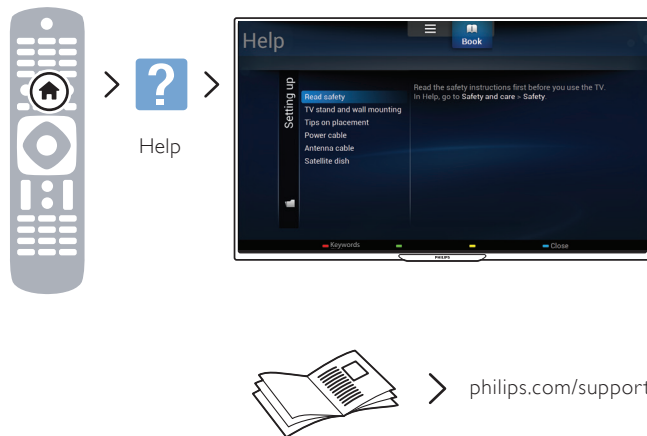 Help
Book
Help
Setting up
Read safety
TV stand and wall mounting
Tips on placement
Power cable
Antenna cable
Satellite dish
Read the safety instructions first before you use the TV.
In Help, go to Safety and care > Safety.
Keywords
Close
PHILIPS
philips.com/support